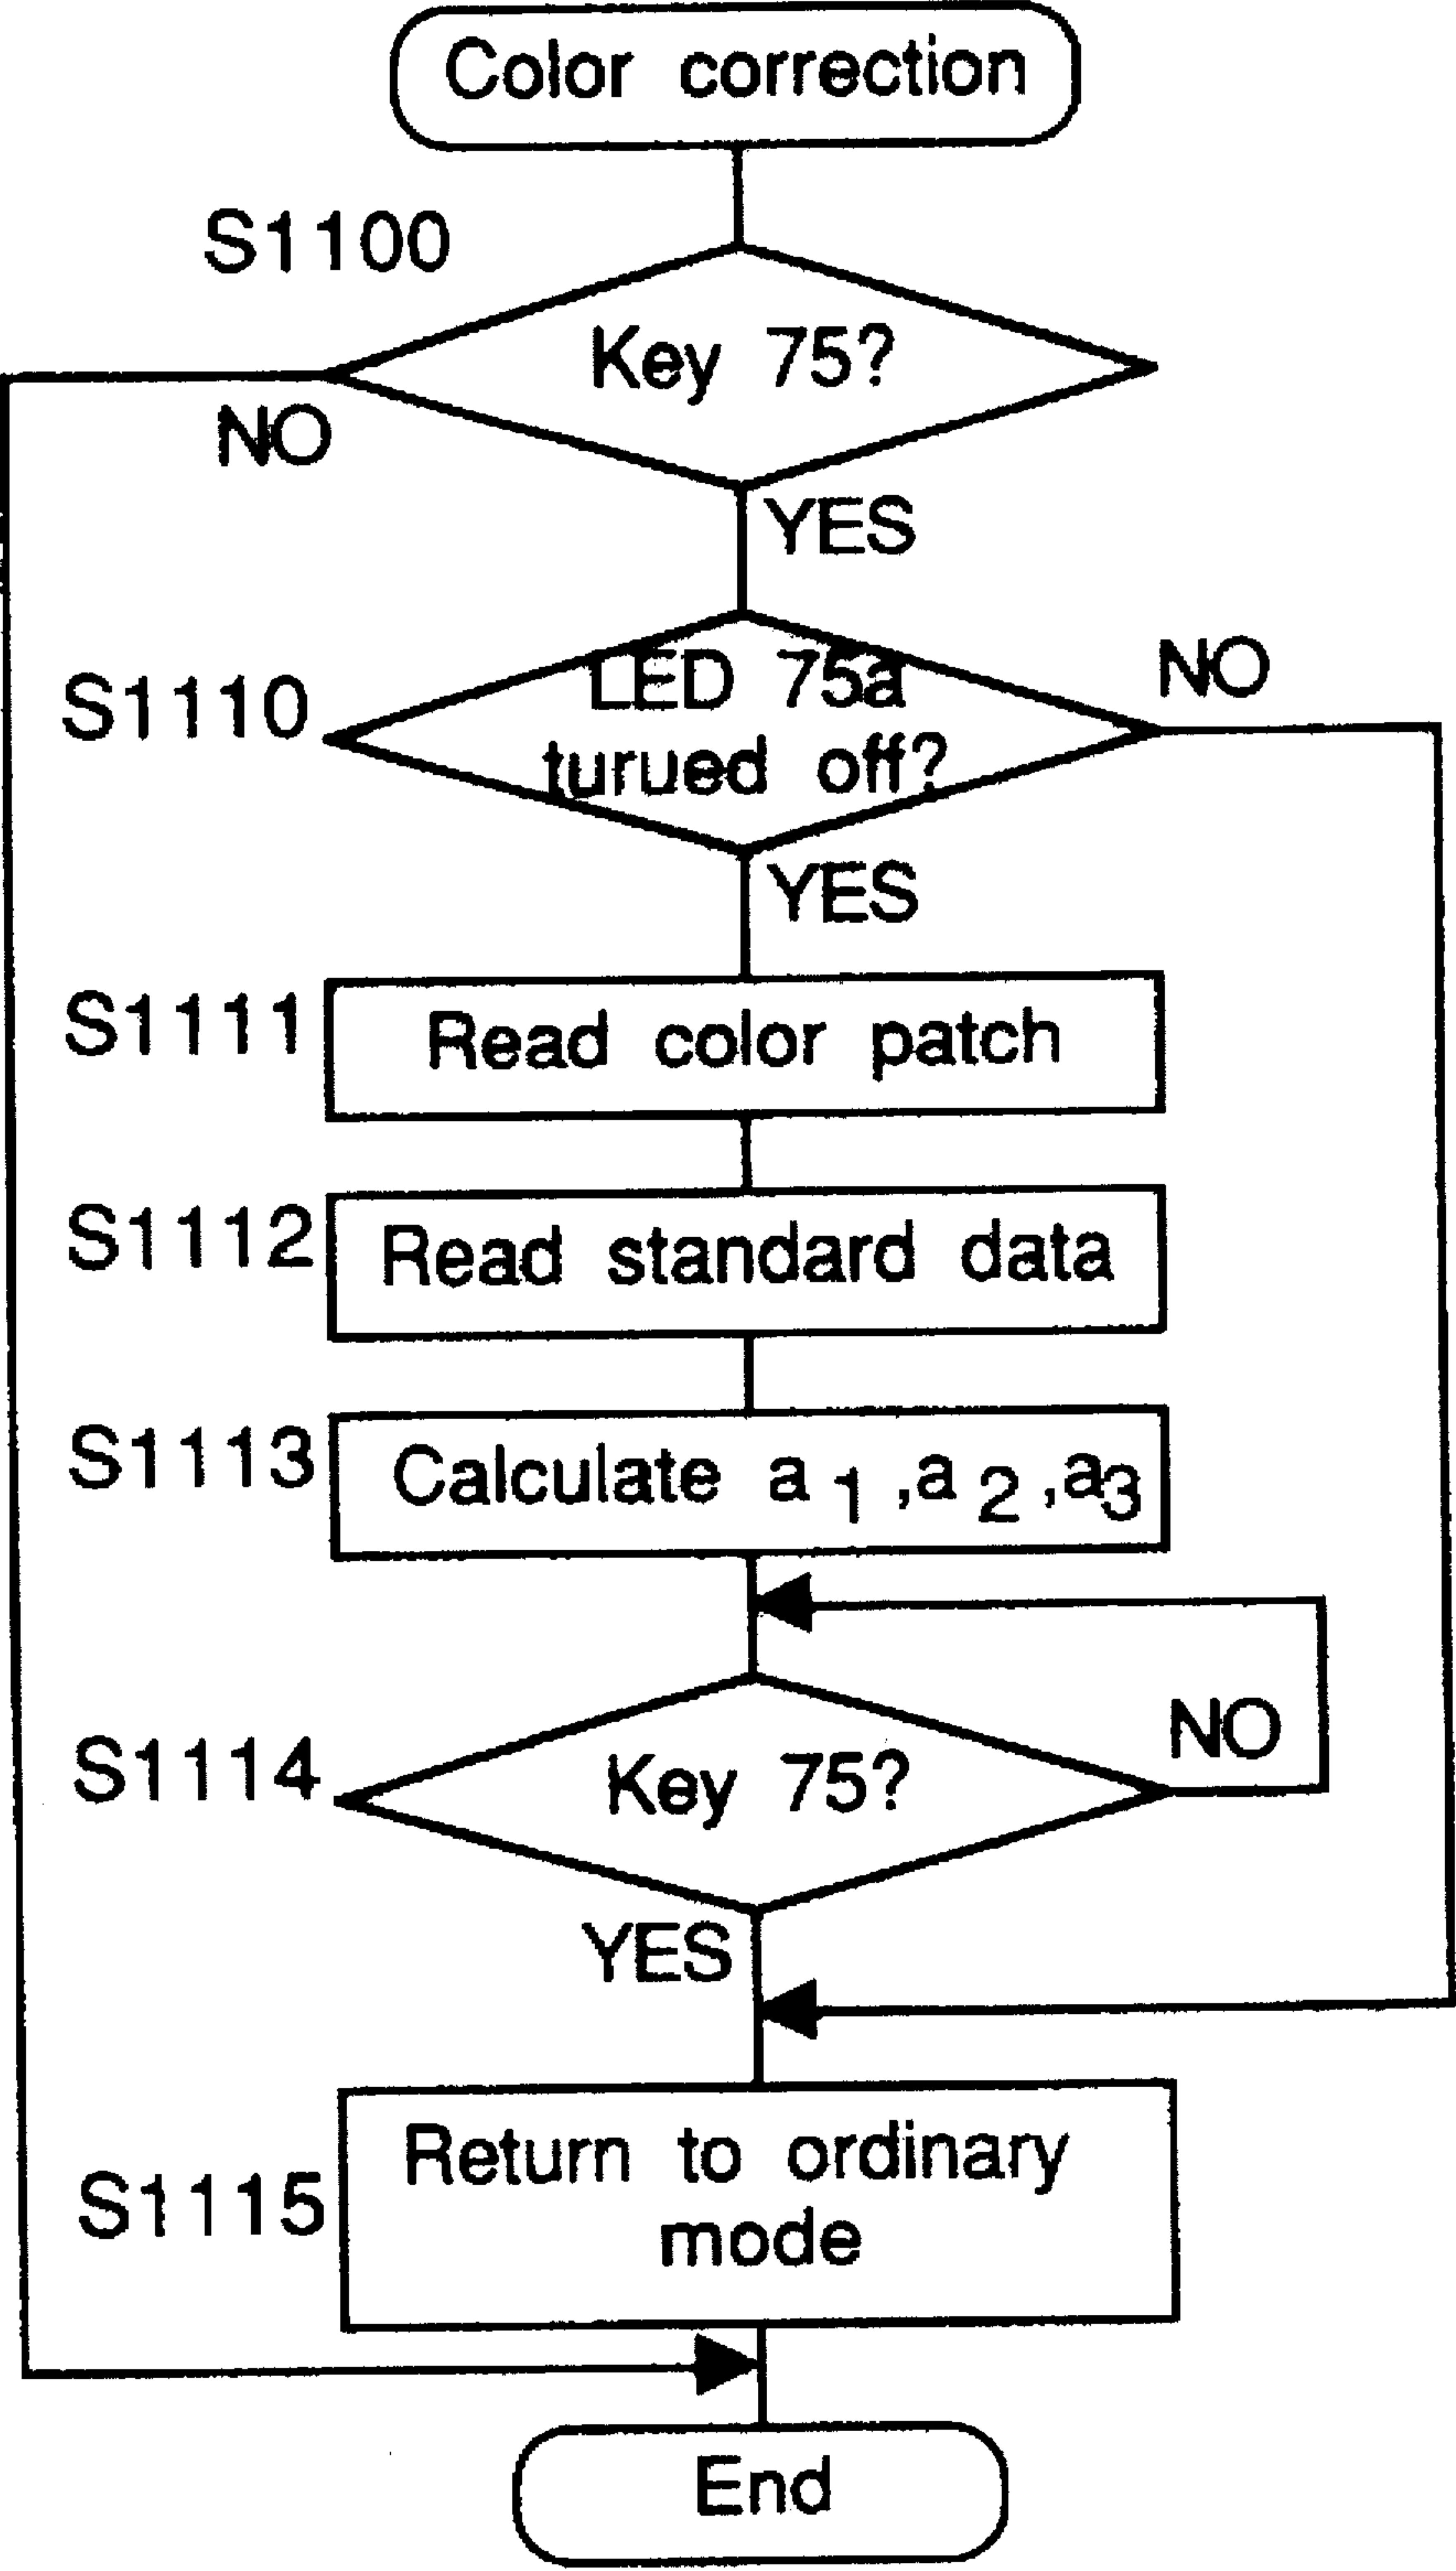 Color correction
S1100
Key 75?
NO
YES
S1110
LED 75a
turued off?
NO
YES
S1111
Read color patch
S1112
Read standard data
S1113
Calculate a 1 ,a 2 ,a3
S1114
Key 75?
NO
YES
S1115
Return to ordinary
mode
End